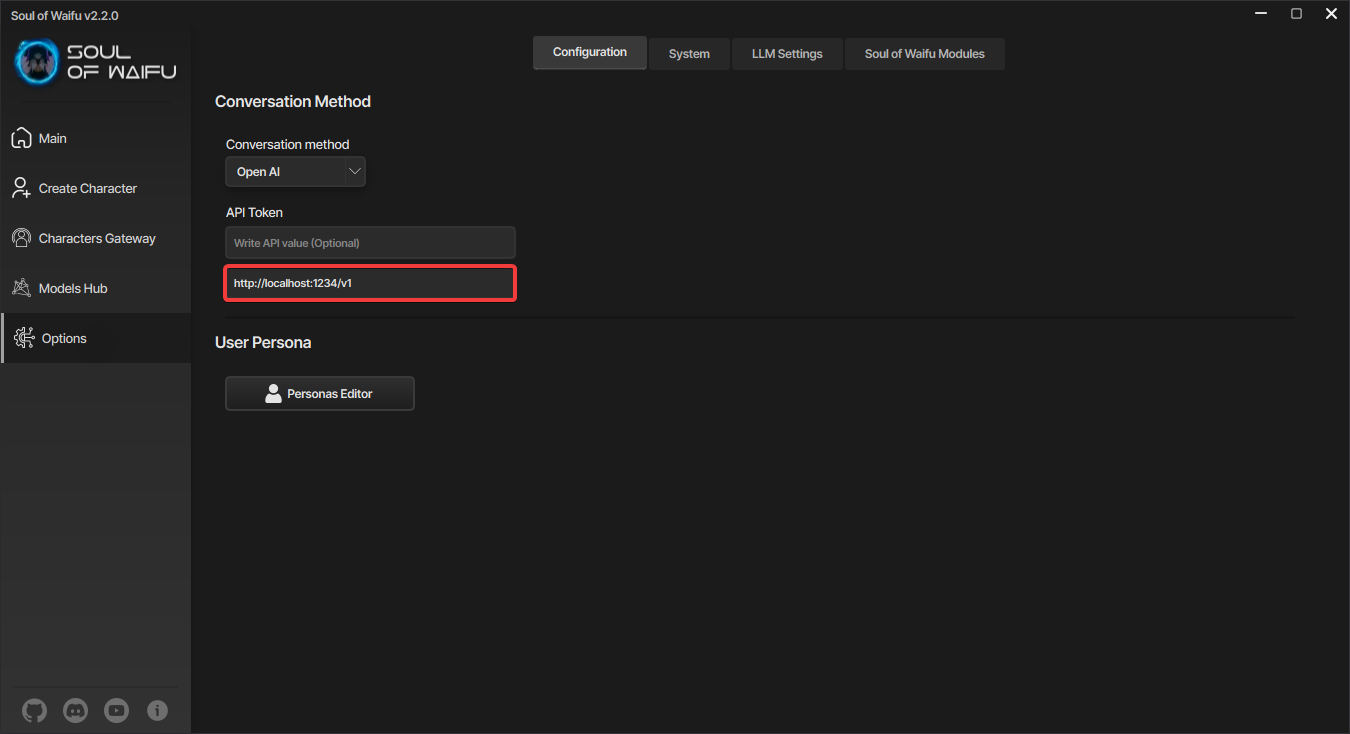 Soul of Waifu v2.2.0
SOUL
OF WAIFU
Configuration
System
LLM Settings
Soul of Waifu Modules
Main
Create Character
Characters Gateway
Models Hub
Options
Conversation Method
Conversation method
Open AI
API Token
Write API value (Optional)
http://localhost:1234/v1
User Persona
Personas Editor